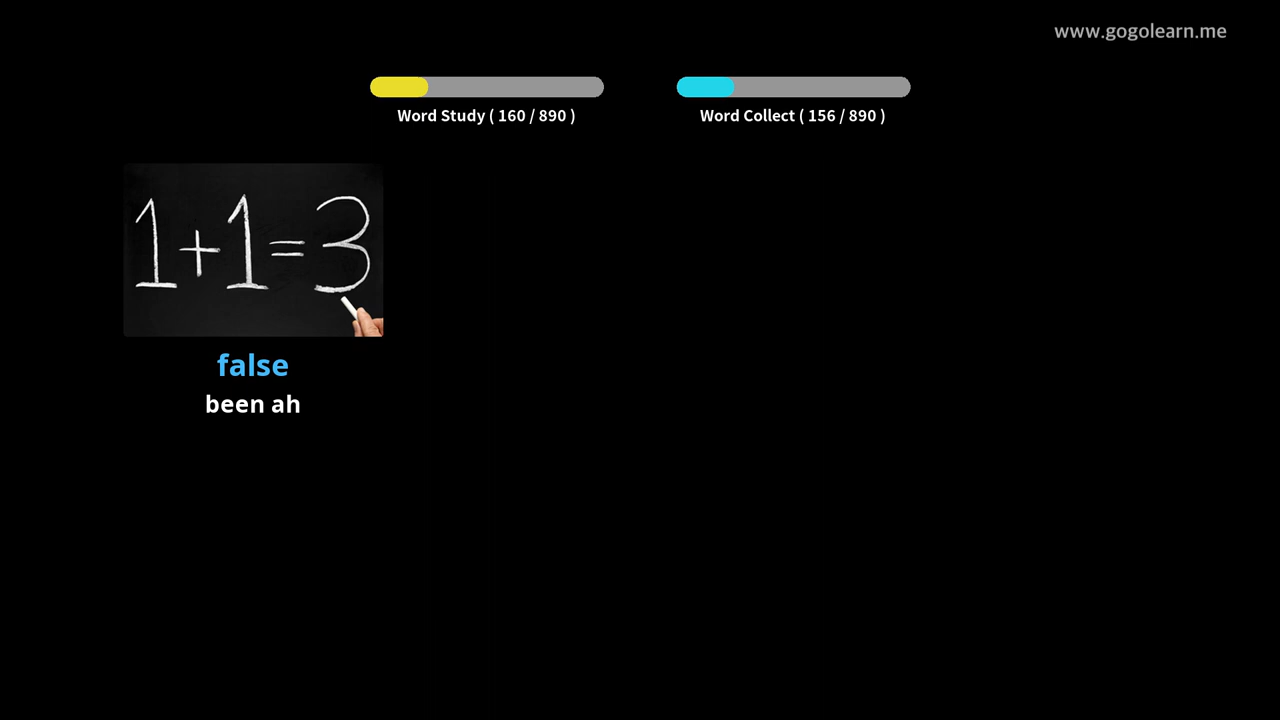 www.gogolearn.me
Word Study ( 160 / 890 )
Word Collect ( 156 / 890 )
1+1=3
false
been ah